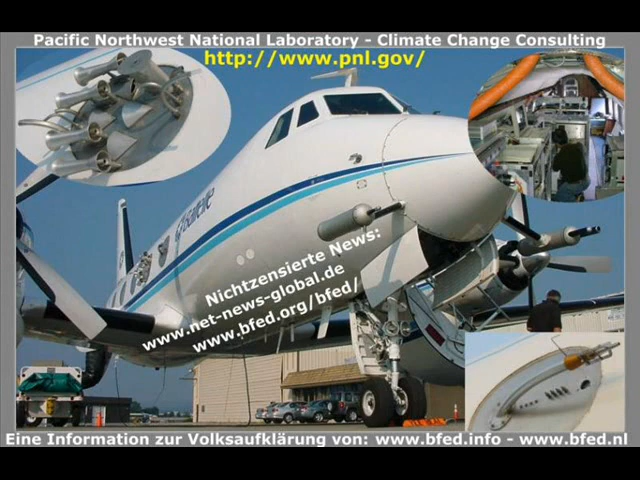 Pacific Northwest National Laboratory - Climate Change Consulting
http://www.pnl.gov/
Battelle
Nichtzensierte News:
www.net-news-global.de
www.bfed.org/bfed/
Eine Information zur Volksaufklärung von: www.bfed.info - www.bfed.nl